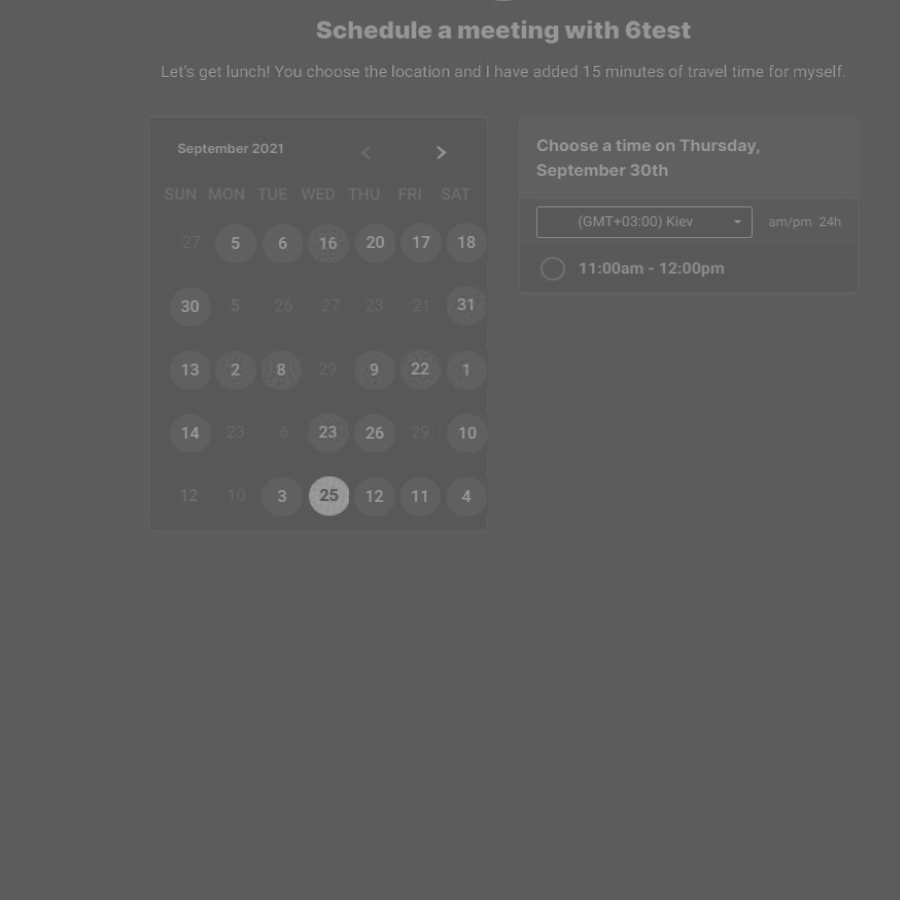 Schedule a meeting with 6test
Let's get lunch! You choose the location and I have added 15 minutes of travel time for myself.
September 2021
SUN MON TUE WED THU FRI SAT
27 5 6 16 20 17 18
30 5 26 27 23 21 31
13 2 8 29 9 22 1
14 23 6 23 26 29 10
12 10 3 25 12 11 4
Choose a time on Thursday,
September 30th
(GMT+03:00) Kiev am/pm 24h
11:00am - 12:00pm